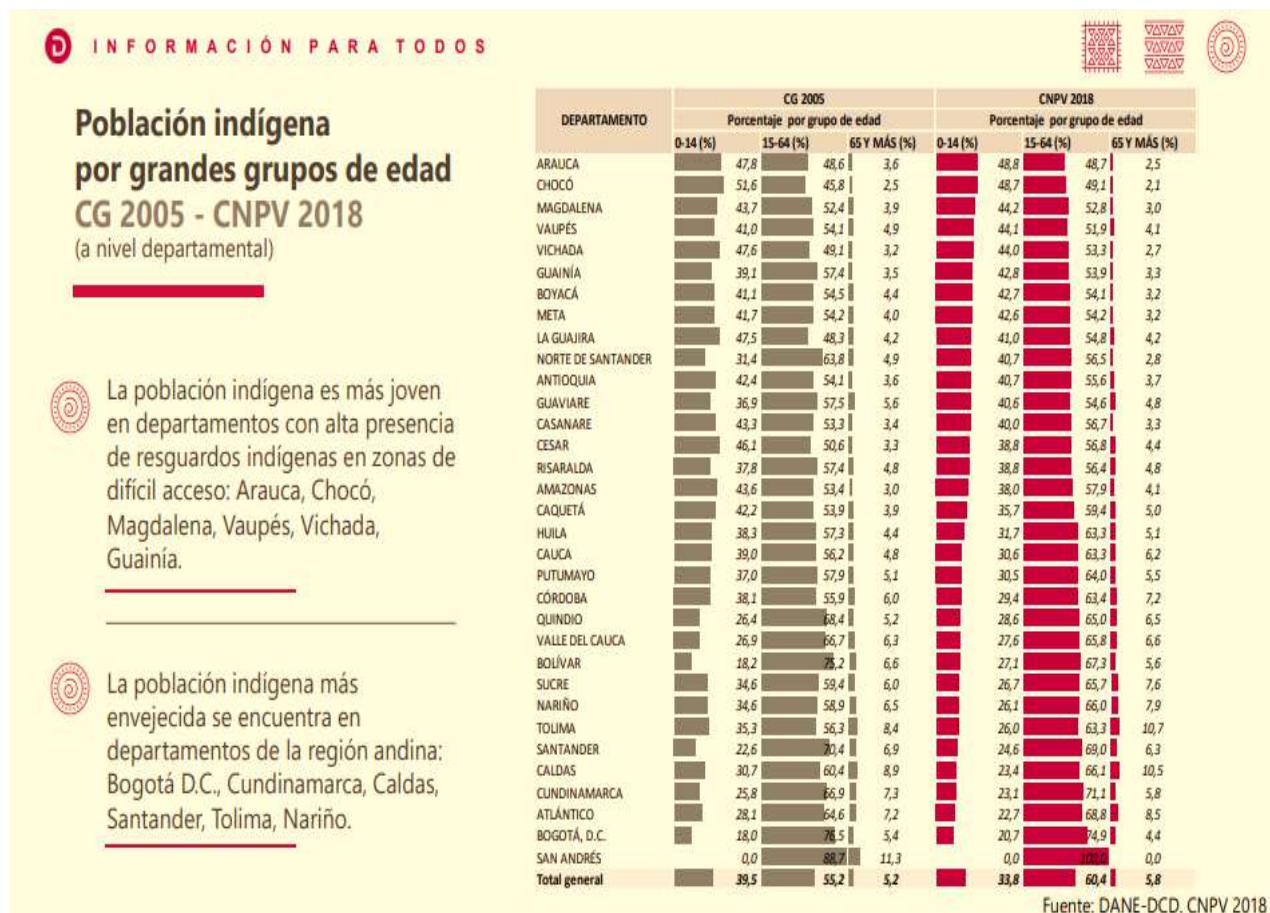 INFORMACIÓN PARA TODOS
Población indígena
por grandes grupos de edad
CG 2005 - CNPV 2018
(a nivel departamental)
La población indígena es más joven
en departamentos con alta presencia
de resguardos indígenas en zonas de
difícil acceso: Arauca, Chocó,
Magdalena, Vaupés, Vichada,
Guainía.
La población indígena más
envejecida se encuentra en
departamentos de la región andina:
Bogotá D.C., Cundinamarca, Caldas,
Santander, Tolima, Nariño.
DEPARTAMENTO CG 2005 CNPV 2018
Porcentaje por grupo de edad Porcentaje por grupo de edad
0-14 (%) 15-64 (%) 65 Y MÁS (%) 0-14 (%) 15-64 (%) 65 Y MÁS (%)
ARAUCA 47,8 48,6 3,6 48,8 48,7 2,5
CHOCÓ 51,6 45,8 2,5 48,7 49,1 2,1
MAGDALENA 43,7 52,4 3,9 44,2 52,8 3,0
VAUPÉS 41,0 54,1 4,9 44,1 51,9 4,1
VICHADA 47,6 49,1 3,2 44,0 53,3 2,7
GUAINÍA 39,1 57,4 3,5 42,8 53,9 3,3
BOYACÁ 41,1 54,5 4,4 42,7 54,1 3,2
META 41,7 54,2 4,0 42,6 54,2 3,2
LA GUAJIRA 47,5 48,3 4,2 41,0 54,8 4,2
NORTE DE SANTANDER 31,4 63,8 4,9 40,7 56,5 2,8
ANTIOQUIA 42,4 54,1 3,6 40,7 55,6 3,7
GUAVIARE 36,9 57,5 5,6 40,6 54,6 4,8
CASANARE 43,3 53,3 3,4 40,0 56,7 3,3
CESAR 46,1 50,6 3,3 38,8 56,8 4,4
RISARALDA 37,8 57,4 4,8 38,8 56,4 4,8
AMAZONAS 43,6 53,4 3,0 38,0 57,9 4,1
CAQUETÁ 42,2 53,9 3,9 35,7 59,4 5,0
HUILA 38,3 57,3 4,4 31,7 63,3 5,1
CAUCA 39,0 56,2 4,8 30,6 63,3 6,2
PUTUMAYO 37,0 57,9 5,1 30,5 64,0 5,5
CÓRDOBA 38,1 55,9 6,0 29,4 63,4 7,2
QUINDIO 26,4 68,4 5,2 28,6 65,0 6,5
VALLE DEL CAUCA 26,9 66,7 6,3 27,6 65,8 6,6
BOLÍVAR 18,2 75,2 6,6 27,1 67,3 5,6
SUCRE 34,6 59,4 6,0 26,7 65,7 7,6
NARIÑO 34,6 58,9 6,5 26,1 66,0 7,9
TOLIMA 35,3 56,3 8,4 26,0 63,3 10,7
SANTANDER 22,6 70,4 6,9 24,6 69,0 6,3
CALDAS 30,7 60,4 8,9 23,4 66,1 10,5
CUNDINAMARCA 25,8 66,9 7,3 23,1 71,1 5,8
ATLÁNTICO 28,1 64,6 7,2 22,7 68,8 8,5
BOGOTÁ, D.C. 18,0 76,5 5,4 20,7 74,9 4,4
SAN ANDRÉS 0,0 88,7 11,3 0,0 100,0 0,0
Total general 39,5 55,2 5,2 33,8 60,4 5,8
Fuente: DANE-DCD, CNPV 2018